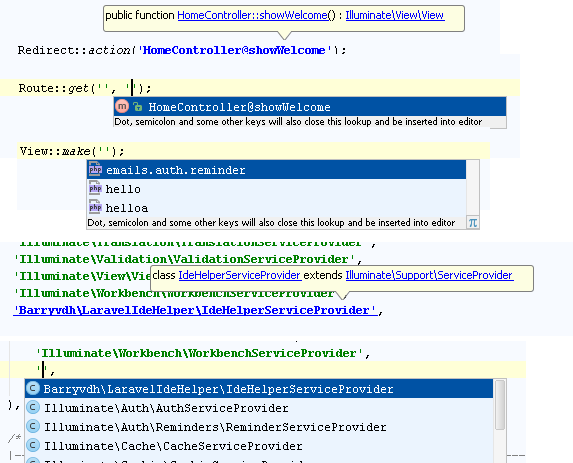 public function HomeController::showWelcome() : Illuminate\View\View
Redirect::action('HomeController@showWelcome');
Route::get('', '');
m HomeController@showWelcome
Dot, semicolon and some other keys will also close this lookup and be inserted into editor
View::make('');
php emails.auth.reminder
php hello
php helloa
Dot, semicolon and some other keys will also close this lookup and be inserted into editor π
'Illuminate\Translation\TranslationServiceProvider',
'Illuminate\Validation\ValidationServiceProvider',
'Illuminate\View\Vie
class IdeHelperServiceProvider extends Illuminate\Support\ServiceProvider
'Illuminate\Workbench\WorkbenchServiceProvider',
'Barryvdh\LaravelIdeHelper\IdeHelperServiceProvider',
'Illuminate\Workbench\WorkbenchServiceProvider',
'',
C Barryvdh\LaravelIdeHelper\IdeHelperServiceProvider
C Illuminate\Auth\AuthServiceProvider
),
C Illuminate\Auth\Reminders\ReminderServiceProvider
/*
C Illuminate\Cache\CacheServiceProvider
|--